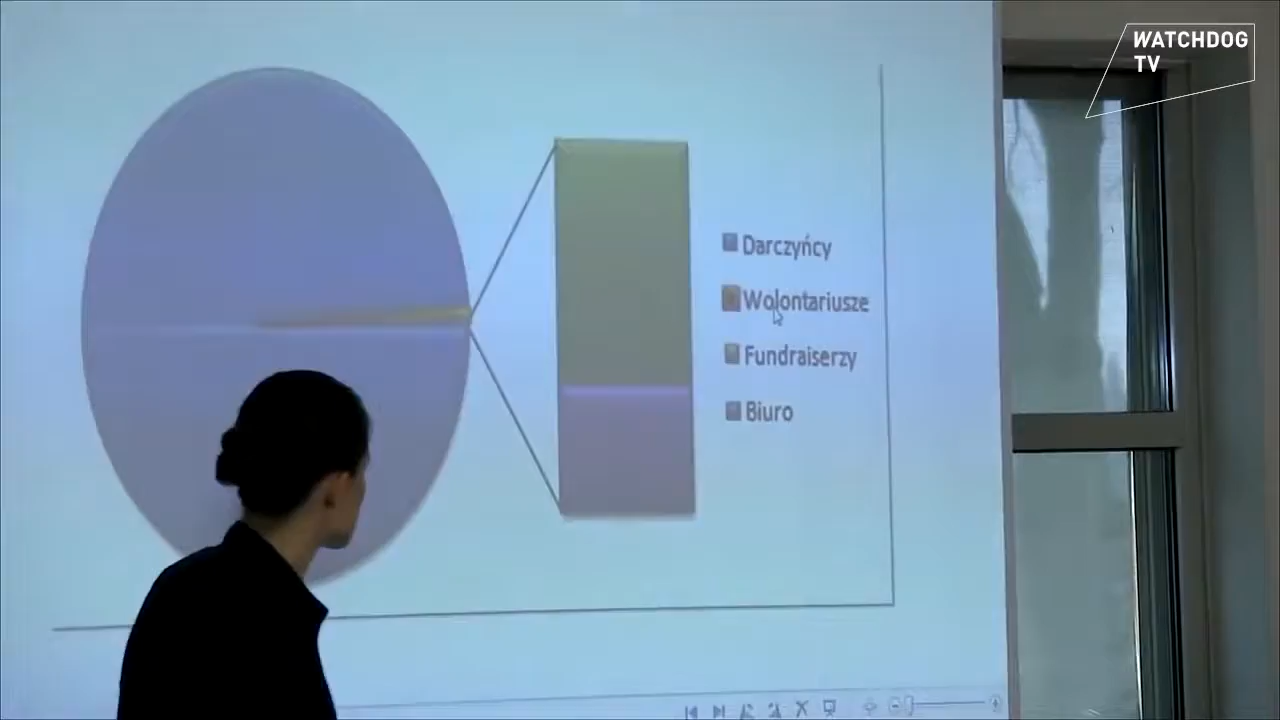 WATCHDOG
TV
Darczyńcy
Wolontariusze
Fundraiserzy
Biuro